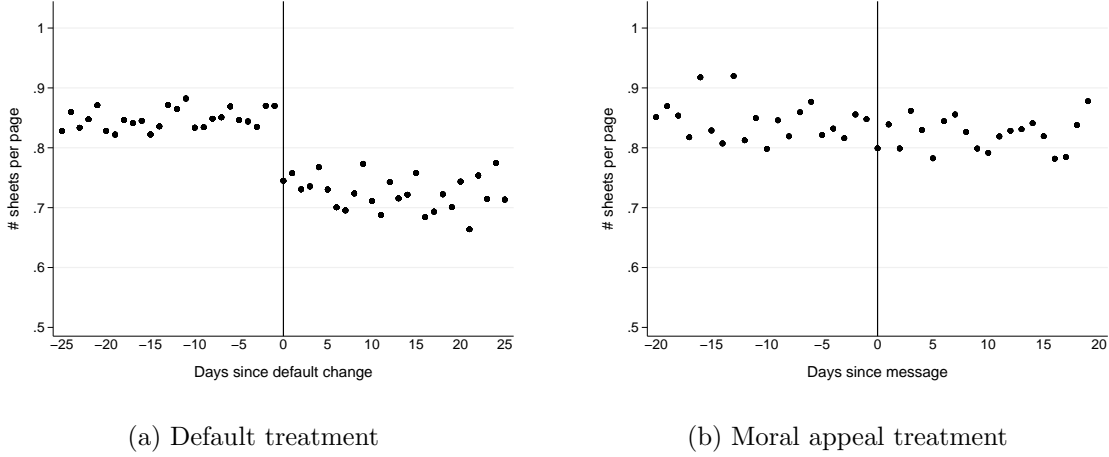 # sheets per page
1
.9
.8
.7
.6
.5
−25 −20 −15 −10 −5 0 5 10 15 20 25
Days since default change
(a) Default treatment
# sheets per page
1
.9
.8
.7
.6
.5
−20 −15 −10 −5 0 5 10 15 20
Days since message
(b) Moral appeal treatment